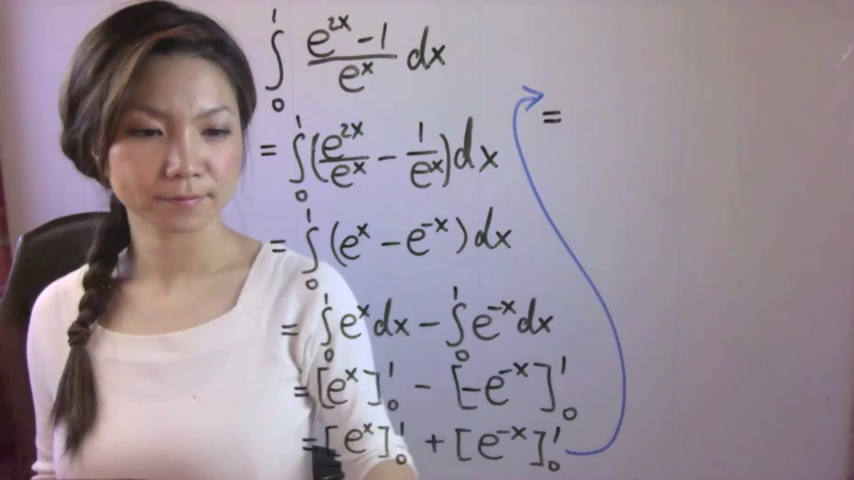 ∫₀¹ (e^{2x} - 1)/(e^x) dx
= ∫₀¹ (e^{2x}/e^x - 1/e^x) dx
= ∫₀¹ (e^x - e^{-x}) dx
= ∫₀¹ e^x dx - ∫₀¹ e^{-x} dx
= [e^x]₀¹ - [-e^{-x}]₀¹
= [e^x]₀¹ + [e^{-x}]₀¹
=